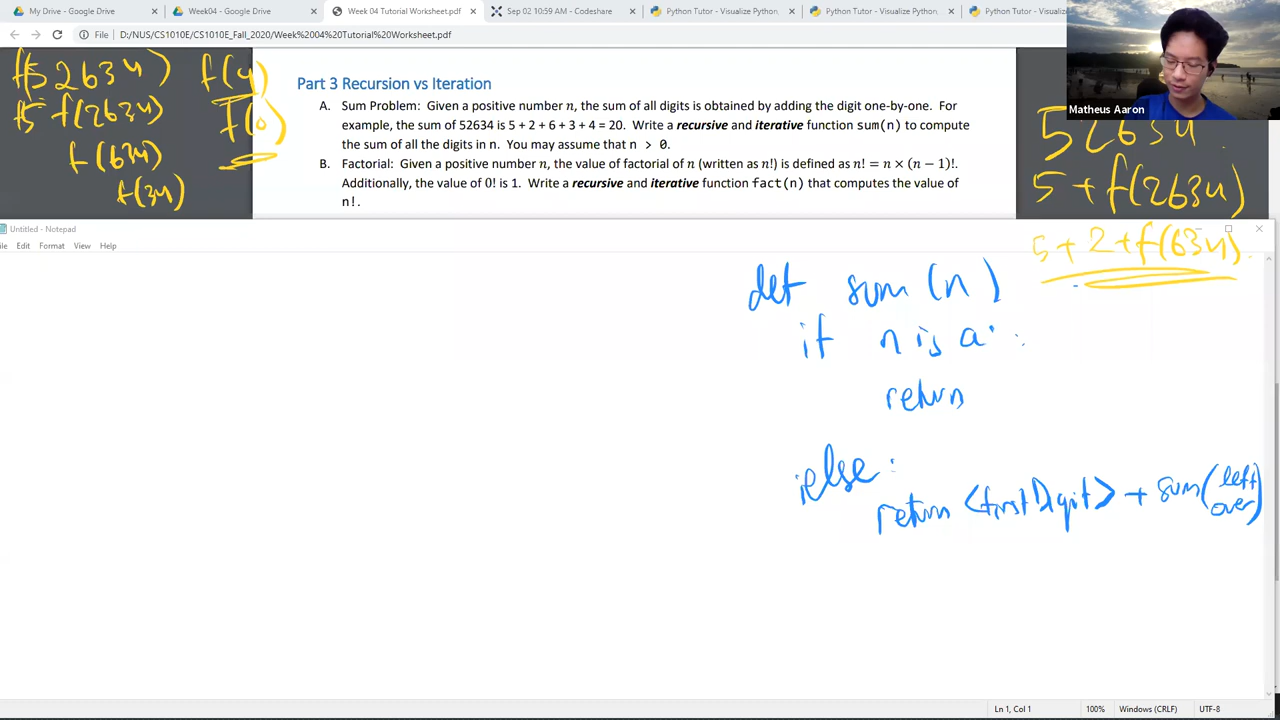 My Drive - Google Drive
Week04 - Google Drive
Week 04 Tutorial Worksheet.pdf
Sep 02 10:59 AM - Codeshare
Python Tutor - Visualize Python,
Python Tutor - Visualize Python,
Python Tutor - Visualiz
File
D:/NUS/CS1010E/CS1010E_Fall_2020/Week%2004%20Tutorial%20Worksheet.pdf
Matheus Aaron
f(52634)
f(4)
5 f(2634)
f(0)
f(634)
f(34)
Part 3 Recursion vs Iteration
A. Sum Problem: Given a positive number n, the sum of all digits is obtained by adding the digit one-by-one. For
example, the sum of 52634 is 5 + 2 + 6 + 3 + 4 = 20. Write a recursive and iterative function sum(n) to compute
the sum of all the digits in n. You may assume that n > 0.
B. Factorial: Given a positive number n, the value of factorial of n (written as n!) is defined as n! = n × (n − 1)!.
Additionally, the value of 0! is 1. Write a recursive and iterative function fact(n) that computes the value of
n!.
52634
5 + f(2634)
5 + 2 + f(634)
Untitled - Notepad
ile Edit Format View Help
def sum (n)
if n is a :
return
else :
return <firstDigit> + sum(left
over)
Ln 1, Col 1
100%
Windows (CRLF)
UTF-8